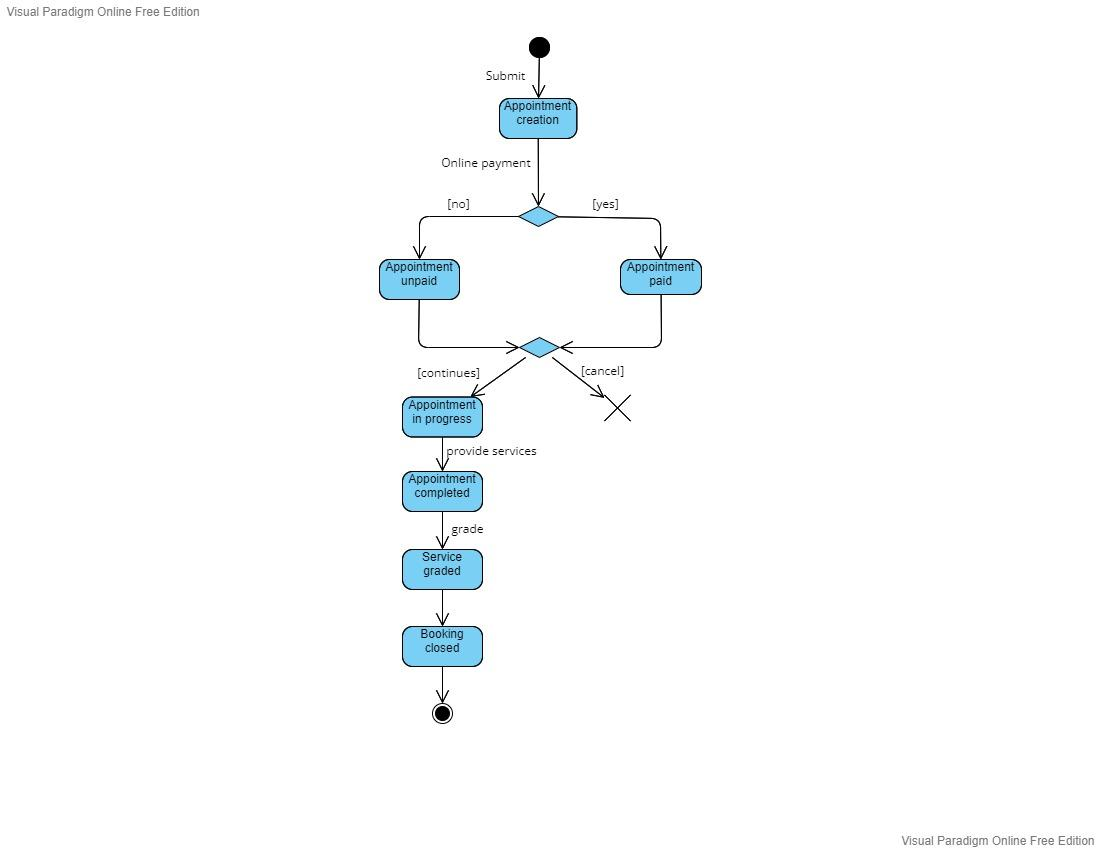 Visual Paradigm Online Free Edition
Submit
Appointment
creation
Online payment
[no]
[yes]
Appointment
unpaid
Appointment
paid
[continues]
[cancel]
Appointment
in progress
provide services
Appointment
completed
grade
Service
graded
Booking
closed
Visual Paradigm Online Free Edition